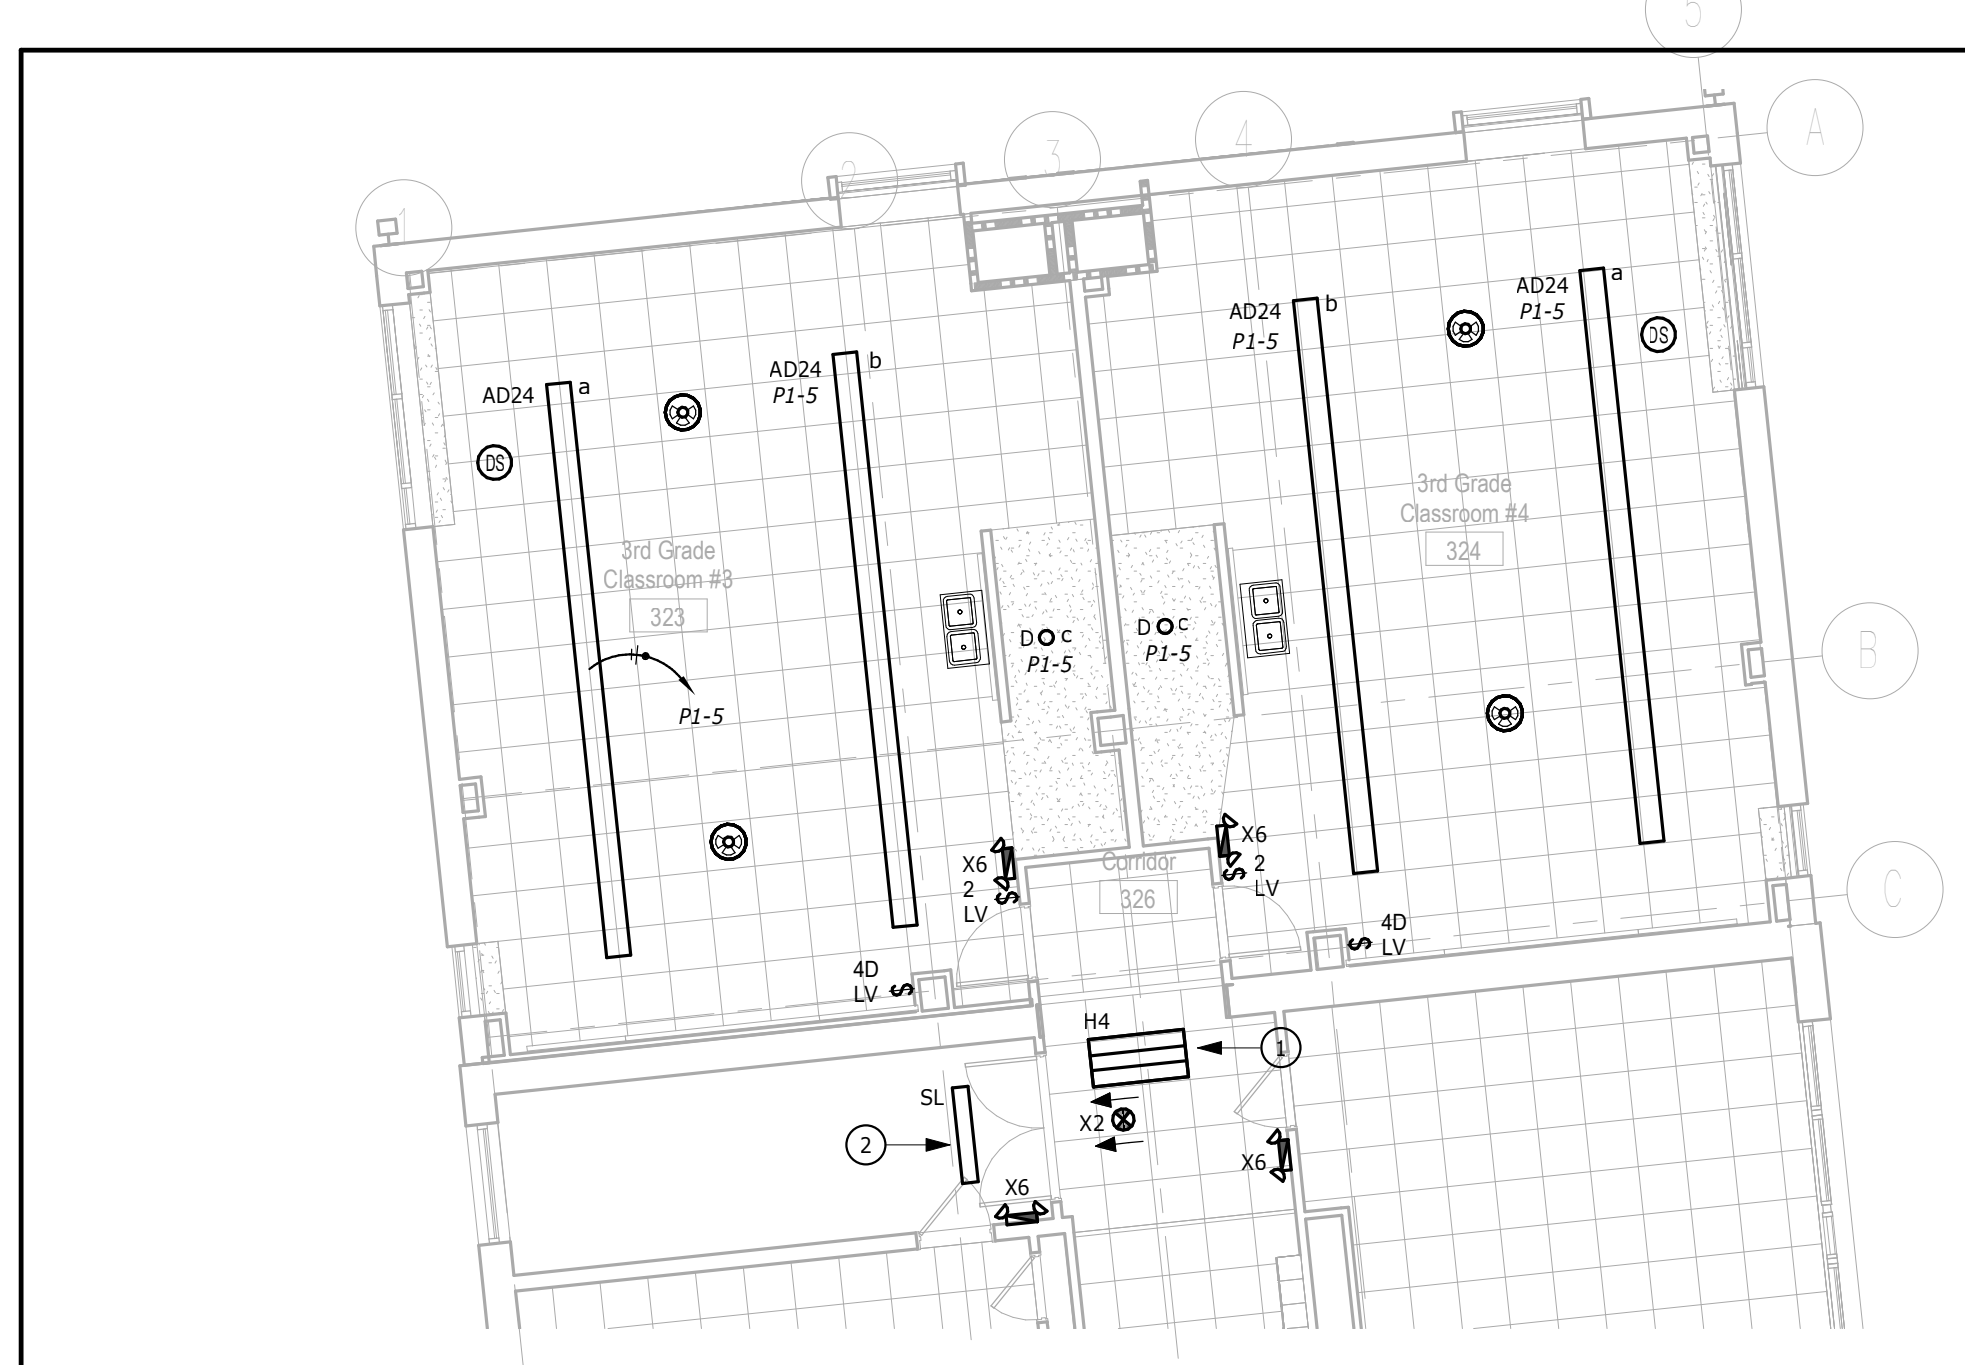 5
A
4
3
2
1
AD24 a
P1-5
DS
AD24 b
P1-5
AD24 b
P1-5
AD24 a
DS
3rd Grade
Classroom #4
324
3rd Grade
Classroom #3
323
D c
P1-5
D c
P1-5
B
P1-5
X6
2
LV
S
X6
2
LV
S
Corridor
326
C
4D
LV
S
4D
LV
S
H4
1
SL
X2
2
X6
X6